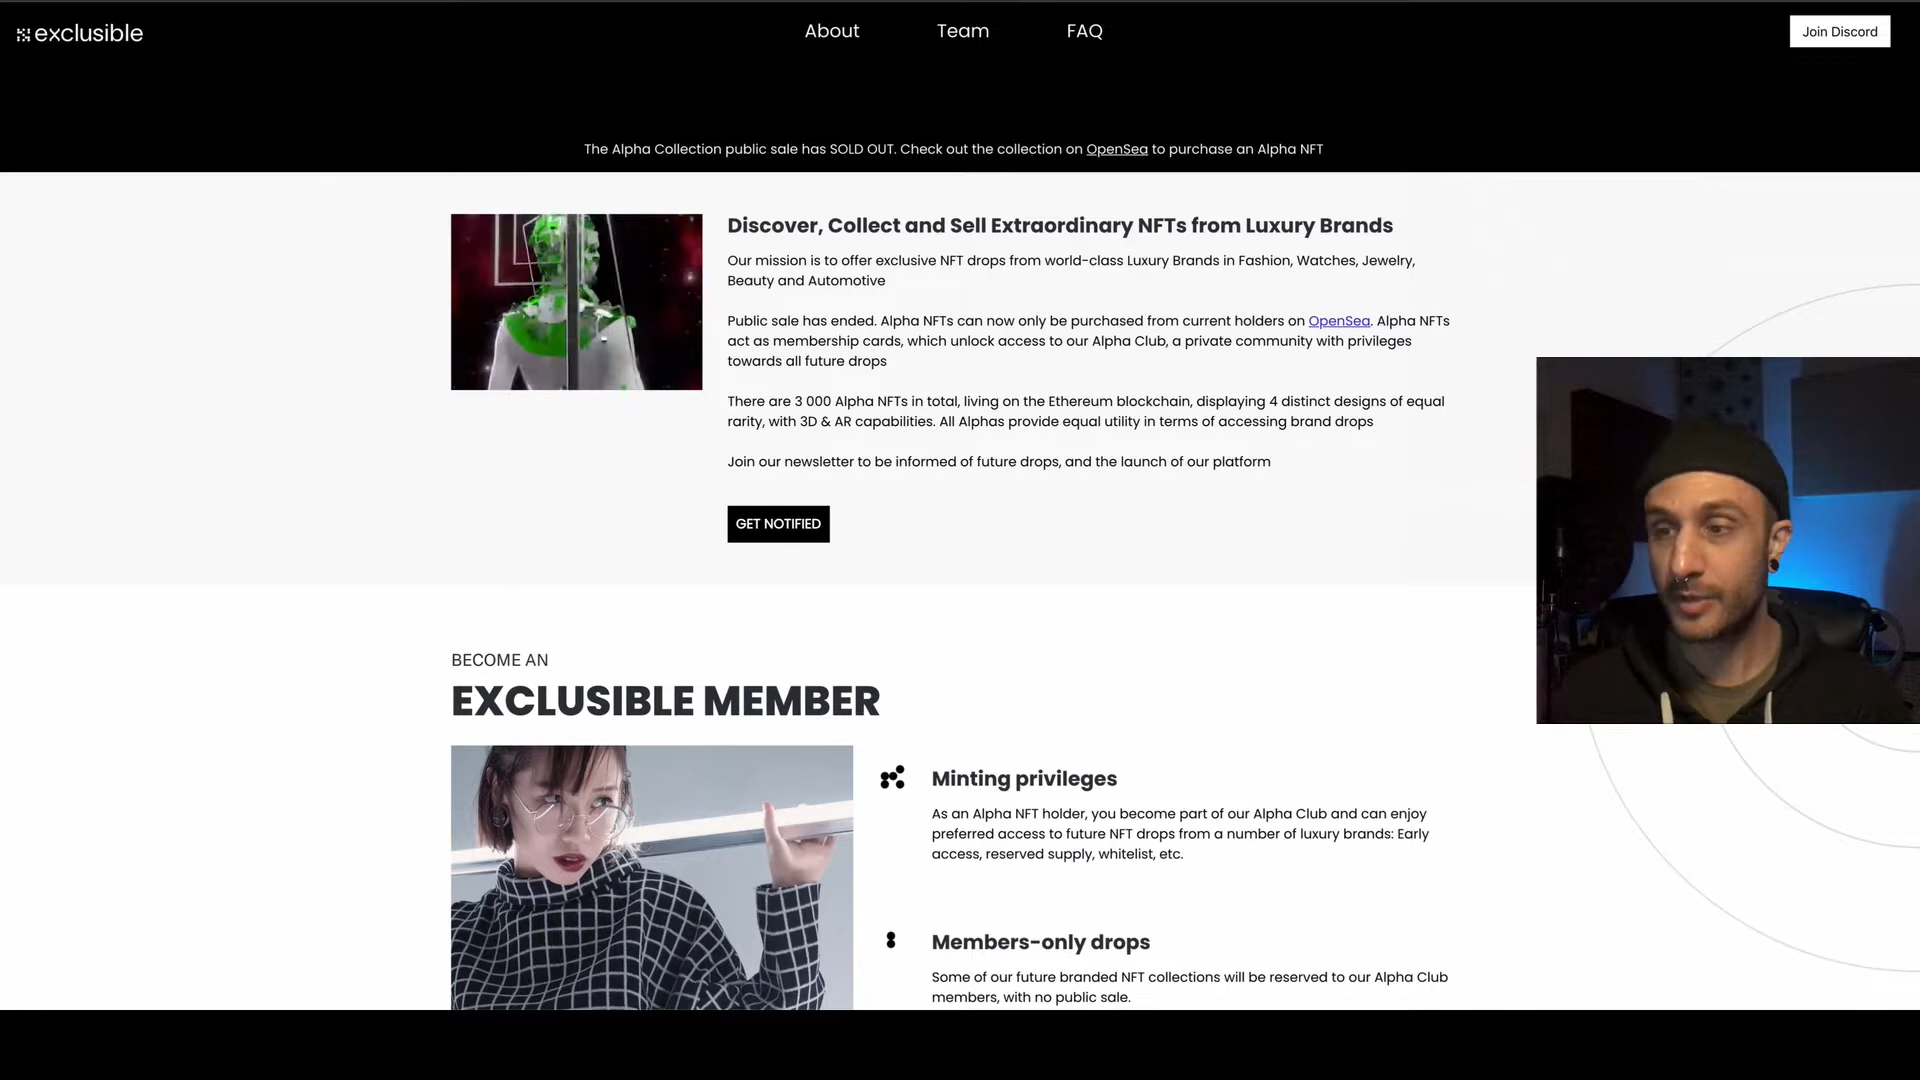 exclusible
About
Team
FAQ
Join Discord
The Alpha Collection public sale has SOLD OUT. Check out the collection on OpenSea to purchase an Alpha NFT
Discover, Collect and Sell Extraordinary NFTs from Luxury Brands
Our mission is to offer exclusive NFT drops from world-class Luxury Brands in Fashion, Watches, Jewelry,
Beauty and Automotive
Public sale has ended. Alpha NFTs can now only be purchased from current holders on OpenSea. Alpha NFTs
act as membership cards, which unlock access to our Alpha Club, a private community with privileges
towards all future drops
There are 3 000 Alpha NFTs in total, living on the Ethereum blockchain, displaying 4 distinct designs of equal
rarity, with 3D & AR capabilities. All Alphas provide equal utility in terms of accessing brand drops
Join our newsletter to be informed of future drops, and the launch of our platform
GET NOTIFIED
BECOME AN
EXCLUSIBLE MEMBER
Minting privileges
As an Alpha NFT holder, you become part of our Alpha Club and can enjoy
preferred access to future NFT drops from a number of luxury brands: Early
access, reserved supply, whitelist, etc.
Members-only drops
Some of our future branded NFT collections will be reserved to our Alpha Club
members, with no public sale.